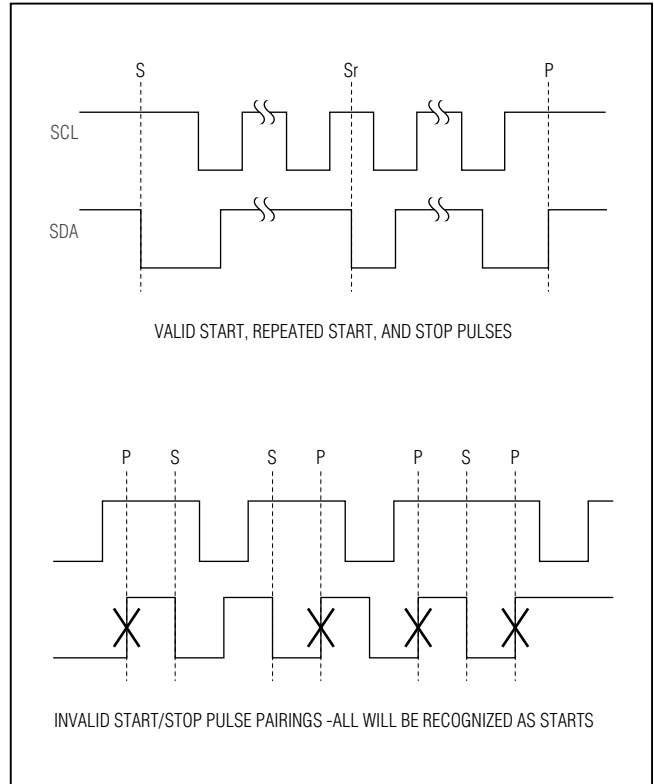 S Sr P
SCL
SDA
VALID START, REPEATED START, AND STOP PULSES
P S S P P S P
INVALID START/STOP PULSE PAIRINGS -ALL WILL BE RECOGNIZED AS STARTS